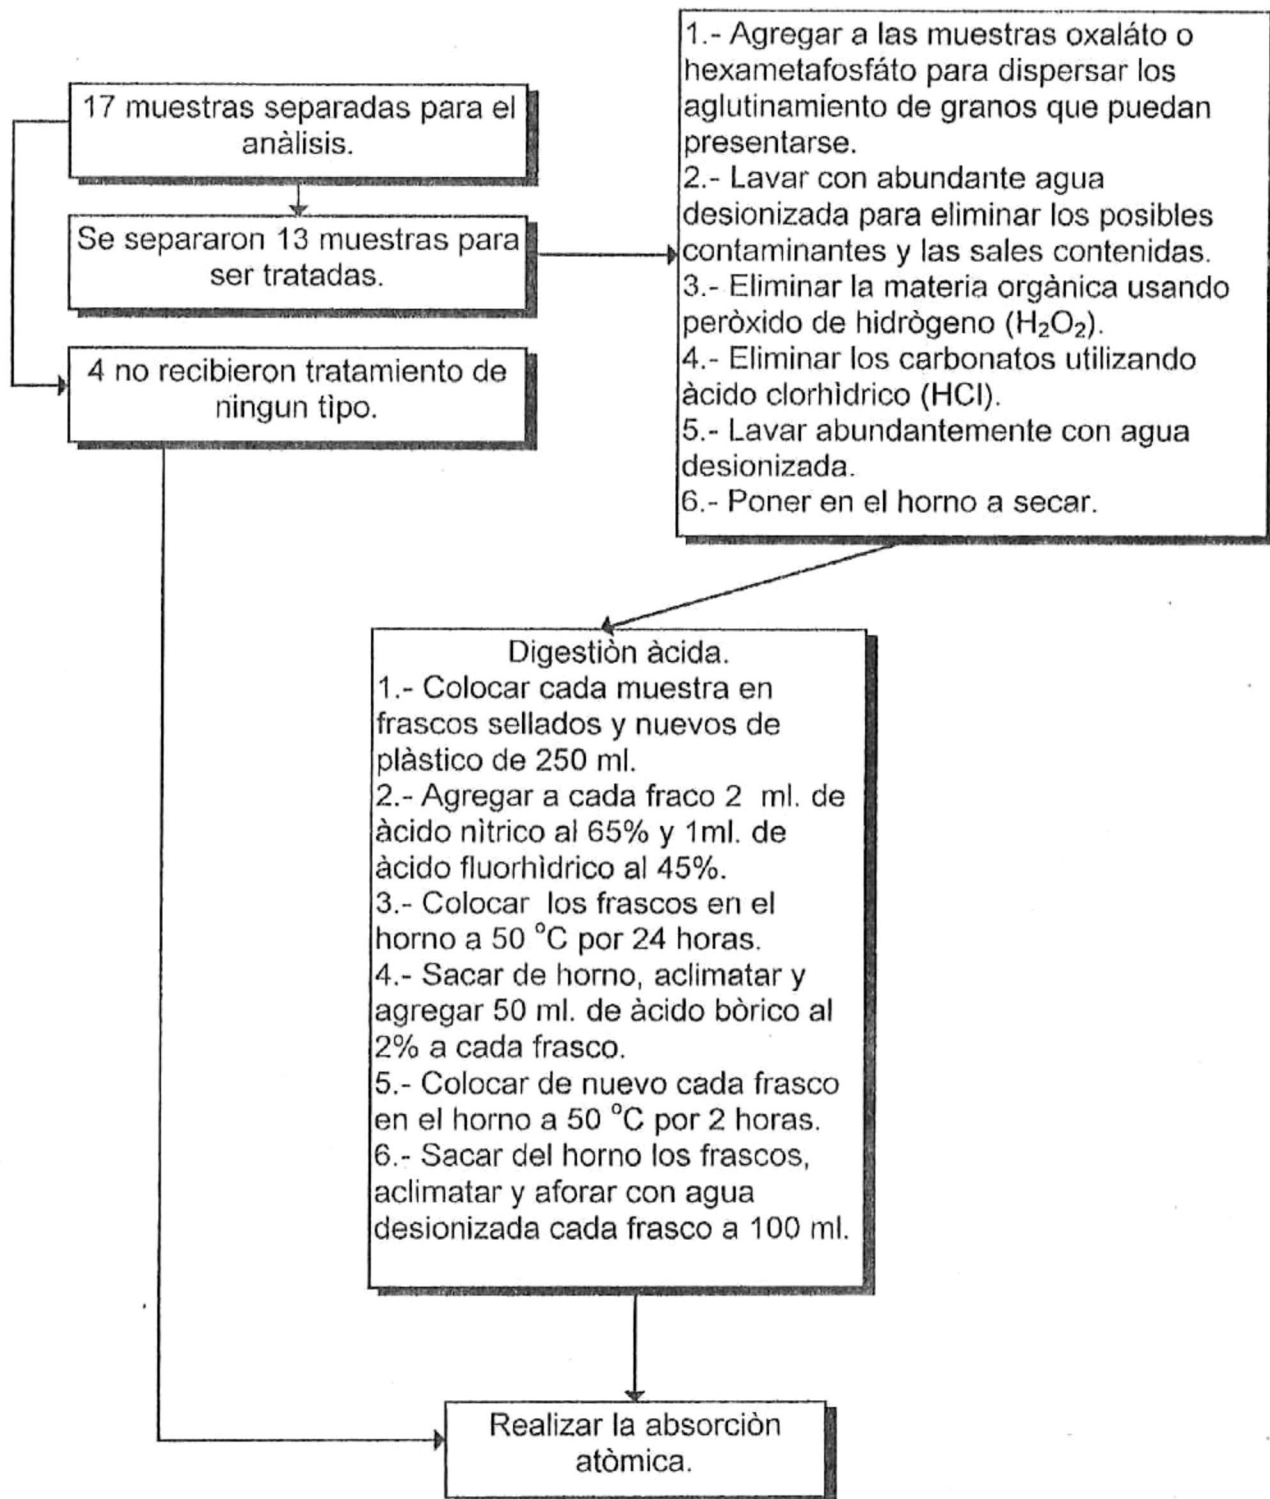 17 muestras separadas para el
anàlisis.
Se separaron 13 muestras para
ser tratadas.
4 no recibieron tratamiento de
ningun tìpo.
1.- Agregar a las muestras oxaláto o
hexametafosfáto para dispersar los
aglutinamiento de granos que puedan
presentarse.
2.- Lavar con abundante agua
desionizada para eliminar los posibles
contaminantes y las sales contenidas.
3.- Eliminar la materia orgànica usando
peròxido de hidrògeno (H₂O₂).
4.- Eliminar los carbonatos utilizando
àcido clorhìdrico (HCl).
5.- Lavar abundantemente con agua
desionizada.
6.- Poner en el horno a secar.
Digestiòn àcida.
1.- Colocar cada muestra en
frascos sellados y nuevos de
plàstico de 250 ml.
2.- Agregar a cada fraco 2 ml. de
àcido nìtrico al 65% y 1ml. de
àcido fluorhìdrico al 45%.
3.- Colocar los frascos en el
horno a 50 °C por 24 horas.
4.- Sacar de horno, aclimatar y
agregar 50 ml. de àcido bòrico al
2% a cada frasco.
5.- Colocar de nuevo cada frasco
en el horno a 50 °C por 2 horas.
6.- Sacar del horno los frascos,
aclimatar y aforar con agua
desionizada cada frasco a 100 ml.
Realizar la absorciòn
atòmica.